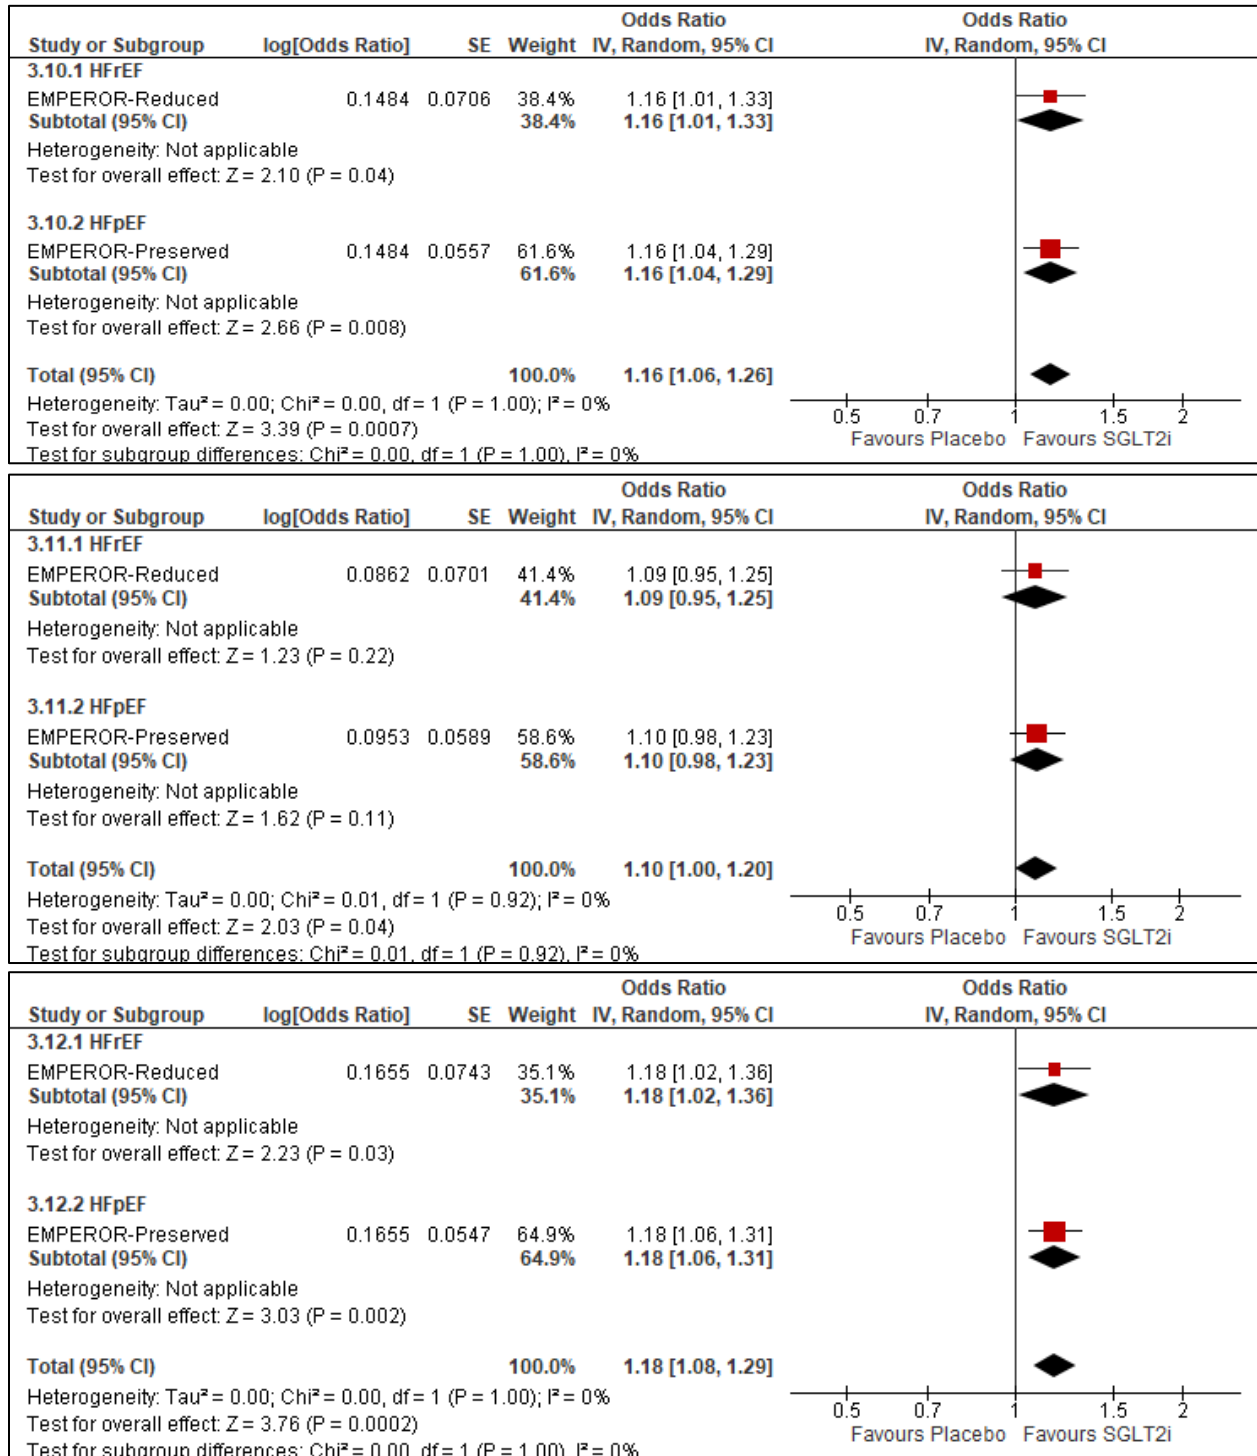 Odds Ratio Odds Ratio
Study or Subgroup log[Odds Ratio] SE Weight IV, Random, 95% CI IV, Random, 95% CI
3.10.1 HFrEF
EMPEROR-Reduced 0.1484 0.0706 38.4% 1.16 [1.01, 1.33]
Subtotal (95% CI) 38.4% 1.16 [1.01, 1.33]
Heterogeneity: Not applicable
Test for overall effect: Z = 2.10 (P = 0.04)
3.10.2 HFpEF
EMPEROR-Preserved 0.1484 0.0557 61.6% 1.16 [1.04, 1.29]
Subtotal (95% CI) 61.6% 1.16 [1.04, 1.29]
Heterogeneity: Not applicable
Test for overall effect: Z = 2.66 (P = 0.008)
Total (95% CI) 100.0% 1.16 [1.06, 1.26]
Heterogeneity: Tau² = 0.00; Chi² = 0.00, df = 1 (P = 1.00); I² = 0%
Test for overall effect: Z = 3.39 (P = 0.0007)
Test for subgroup differences: Chi² = 0.00, df = 1 (P = 1.00), I² = 0%
0.5 0.7 1 1.5 2
Favours Placebo Favours SGLT2i
Odds Ratio Odds Ratio
Study or Subgroup log[Odds Ratio] SE Weight IV, Random, 95% CI IV, Random, 95% CI
3.11.1 HFrEF
EMPEROR-Reduced 0.0862 0.0701 41.4% 1.09 [0.95, 1.25]
Subtotal (95% CI) 41.4% 1.09 [0.95, 1.25]
Heterogeneity: Not applicable
Test for overall effect: Z = 1.23 (P = 0.22)
3.11.2 HFpEF
EMPEROR-Preserved 0.0953 0.0589 58.6% 1.10 [0.98, 1.23]
Subtotal (95% CI) 58.6% 1.10 [0.98, 1.23]
Heterogeneity: Not applicable
Test for overall effect: Z = 1.62 (P = 0.11)
Total (95% CI) 100.0% 1.10 [1.00, 1.20]
Heterogeneity: Tau² = 0.00; Chi² = 0.01, df = 1 (P = 0.92); I² = 0%
Test for overall effect: Z = 2.03 (P = 0.04)
Test for subgroup differences: Chi² = 0.01, df = 1 (P = 0.92), I² = 0%
0.5 0.7 1 1.5 2
Favours Placebo Favours SGLT2i
Odds Ratio Odds Ratio
Study or Subgroup log[Odds Ratio] SE Weight IV, Random, 95% CI IV, Random, 95% CI
3.12.1 HFrEF
EMPEROR-Reduced 0.1655 0.0743 35.1% 1.18 [1.02, 1.36]
Subtotal (95% CI) 35.1% 1.18 [1.02, 1.36]
Heterogeneity: Not applicable
Test for overall effect: Z = 2.23 (P = 0.03)
3.12.2 HFpEF
EMPEROR-Preserved 0.1655 0.0547 64.9% 1.18 [1.06, 1.31]
Subtotal (95% CI) 64.9% 1.18 [1.06, 1.31]
Heterogeneity: Not applicable
Test for overall effect: Z = 3.03 (P = 0.002)
Total (95% CI) 100.0% 1.18 [1.08, 1.29]
Heterogeneity: Tau² = 0.00; Chi² = 0.00, df = 1 (P = 1.00); I² = 0%
Test for overall effect: Z = 3.76 (P = 0.0002)
Test for subgroup differences: Chi² = 0.00, df = 1 (P = 1.00), I² = 0%
0.5 0.7 1 1.5 2
Favours Placebo Favours SGLT2i